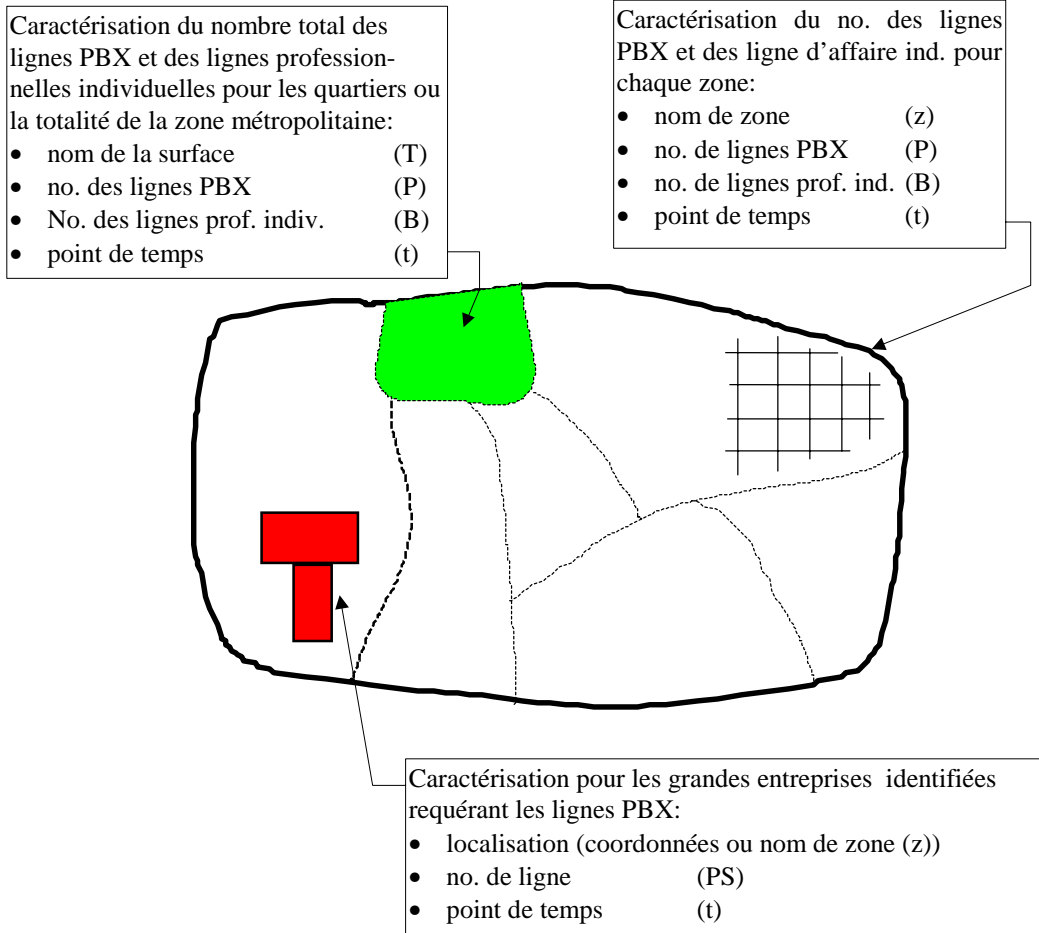 Caractérisation du nombre total des
lignes PBX et des lignes profession-
nelles individuelles pour les quartiers ou
la totalité de la zone métropolitaine:
• nom de la surface (T)
• no. des lignes PBX (P)
• No. des lignes prof. indiv. (B)
• point de temps (t)
Caractérisation du no. des lignes
PBX et des ligne d’affaire ind. pour
chaque zone:
• nom de zone (z)
• no. de lignes PBX (P)
• no. de lignes prof. ind. (B)
• point de temps (t)
Caractérisation pour les grandes entreprises identifiées
requérant les lignes PBX:
• localisation (coordonnées ou nom de zone (z))
• no. de ligne (PS)
• point de temps (t)